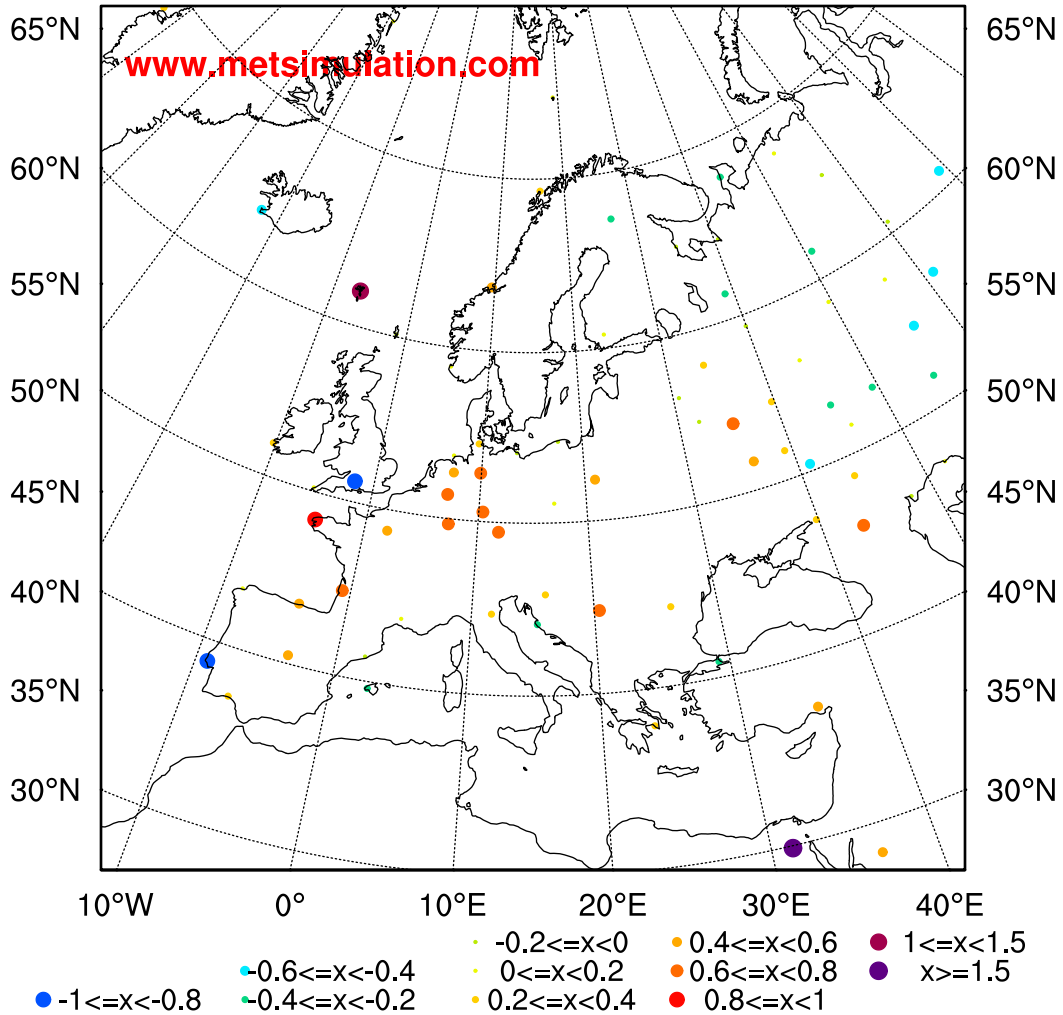 65°N 65°N
www.metsimulation.com
60°N 60°N
55°N 55°N
50°N 50°N
45°N 45°N
40°N 40°N
35°N 35°N
30°N 30°N
10°W 0° 10°E 20°E 30°E 40°E
-0.2<=x<0 0.4<=x<0.6 1<=x<1.5
-0.6<=x<-0.4 0<=x<0.2 0.6<=x<0.8 x>=1.5
-1<=x<-0.8 -0.4<=x<-0.2 0.2<=x<0.4 0.8<=x<1